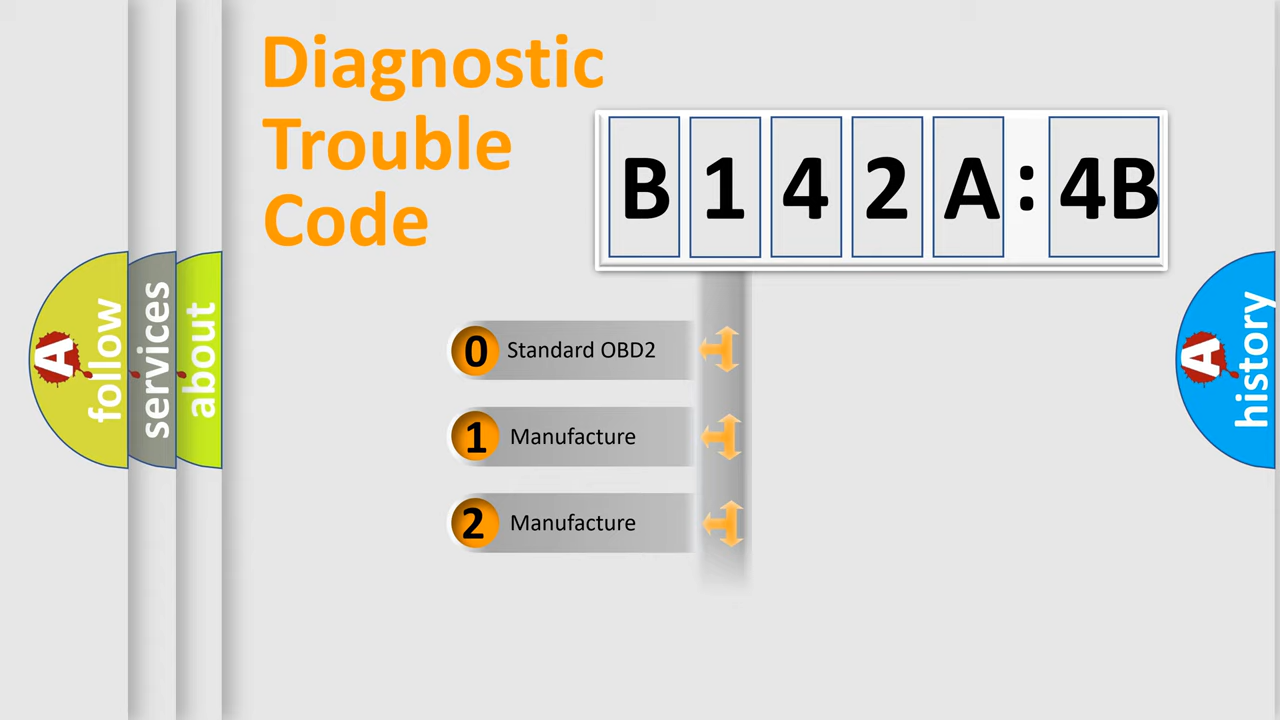 Diagnostic
Trouble
Code
B 1 4 2 A : 4B
0 Standard OBD2
1 Manufacture
2 Manufacture
A follow
services
about
A history